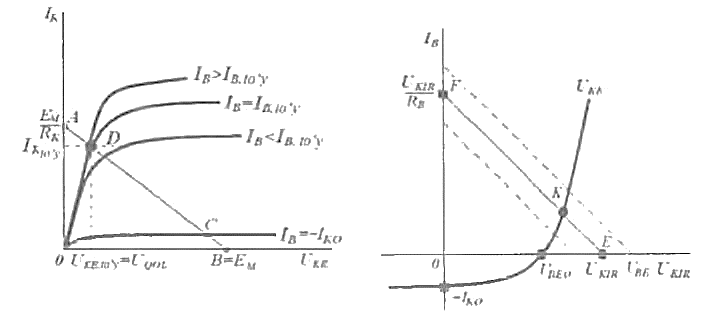 I_K
I_B>I_B.to'y
I_B=I_B.to'y
I_B<I_B.to'y
A
E_M/R_K
D
I_K.to'y
C
I_B=-I_KO
0 U_KE.to'y=U_QOL B=E_M U_KE
I_B
U_KIR/R_B
F
U_KE
K
E
0 U_BEO U_KIR U_BE U_KIR
-I_KO